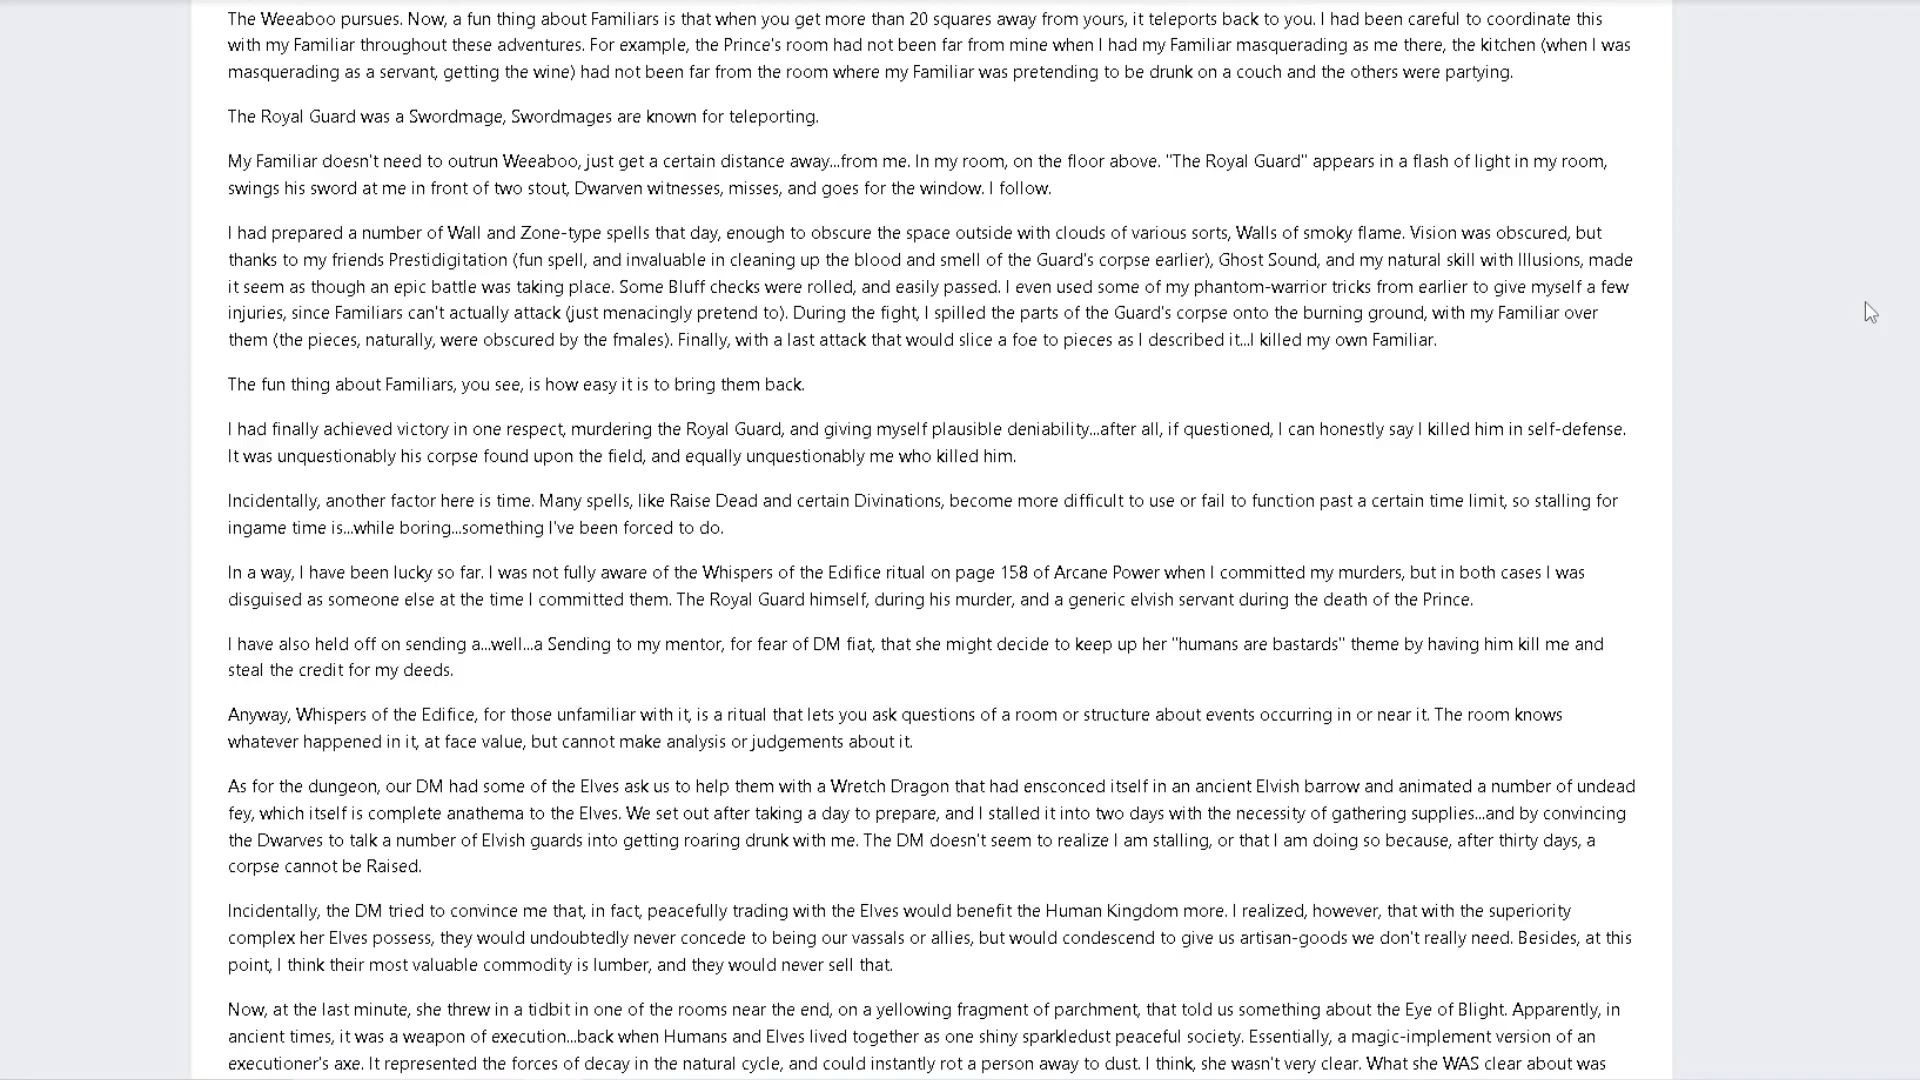 The Weeaboo pursues. Now, a fun thing about Familiars is that when you get more than 20 squares away from yours, it teleports back to you. I had been careful to coordinate this
with my Familiar throughout these adventures. For example, the Prince's room had not been far from mine when I had my Familiar masquerading as me there, the kitchen (when I was
masquerading as a servant, getting the wine) had not been far from the room where my Familiar was pretending to be drunk on a couch and the others were partying.
The Royal Guard was a Swordmage, Swordmages are known for teleporting.
My Familiar doesn't need to outrun Weeaboo, just get a certain distance away...from me. In my room, on the floor above. "The Royal Guard" appears in a flash of light in my room,
swings his sword at me in front of two stout, Dwarven witnesses, misses, and goes for the window. I follow.
I had prepared a number of Wall and Zone-type spells that day, enough to obscure the space outside with clouds of various sorts, Walls of smoky flame. Vision was obscured, but
thanks to my friends Prestidigitation (fun spell, and invaluable in cleaning up the blood and smell of the Guard's corpse earlier), Ghost Sound, and my natural skill with Illusions, made
it seem as though an epic battle was taking place. Some Bluff checks were rolled, and easily passed. I even used some of my phantom-warrior tricks from earlier to give myself a few
injuries, since Familiars can't actually attack (just menacingly pretend to). During the fight, I spilled the parts of the Guard's corpse onto the burning ground, with my Familiar over
them (the pieces, naturally, were obscured by the fmales). Finally, with a last attack that would slice a foe to pieces as I described it...I killed my own Familiar.
The fun thing about Familiars, you see, is how easy it is to bring them back.
I had finally achieved victory in one respect, murdering the Royal Guard, and giving myself plausible deniability...after all, if questioned, I can honestly say I killed him in self-defense.
It was unquestionably his corpse found upon the field, and equally unquestionably me who killed him.
Incidentally, another factor here is time. Many spells, like Raise Dead and certain Divinations, become more difficult to use or fail to function past a certain time limit, so stalling for
ingame time is...while boring...something I've been forced to do.
In a way, I have been lucky so far. I was not fully aware of the Whispers of the Edifice ritual on page 158 of Arcane Power when I committed my murders, but in both cases I was
disguised as someone else at the time I committed them. The Royal Guard himself, during his murder, and a generic elvish servant during the death of the Prince.
I have also held off on sending a...well...a Sending to my mentor, for fear of DM fiat, that she might decide to keep up her "humans are bastards" theme by having him kill me and
steal the credit for my deeds.
Anyway, Whispers of the Edifice, for those unfamiliar with it, is a ritual that lets you ask questions of a room or structure about events occurring in or near it. The room knows
whatever happened in it, at face value, but cannot make analysis or judgements about it.
As for the dungeon, our DM had some of the Elves ask us to help them with a Wretch Dragon that had ensconced itself in an ancient Elvish barrow and animated a number of undead
fey, which itself is complete anathema to the Elves. We set out after taking a day to prepare, and I stalled it into two days with the necessity of gathering supplies...and by convincing
the Dwarves to talk a number of Elvish guards into getting roaring drunk with me. The DM doesn't seem to realize I am stalling, or that I am doing so because, after thirty days, a
corpse cannot be Raised.
Incidentally, the DM tried to convince me that, in fact, peacefully trading with the Elves would benefit the Human Kingdom more. I realized, however, that with the superiority
complex her Elves possess, they would undoubtedly never concede to being our vassals or allies, but would condescend to give us artisan-goods we don't really need. Besides, at this
point, I think their most valuable commodity is lumber, and they would never sell that.
Now, at the last minute, she threw in a tidbit in one of the rooms near the end, on a yellowing fragment of parchment, that told us something about the Eye of Blight. Apparently, in
ancient times, it was a weapon of execution...back when Humans and Elves lived together as one shiny sparkledust peaceful society. Essentially, a magic-implement version of an
executioner's axe. It represented the forces of decay in the natural cycle, and could instantly rot a person away to dust. I think, she wasn't very clear. What she WAS clear about was